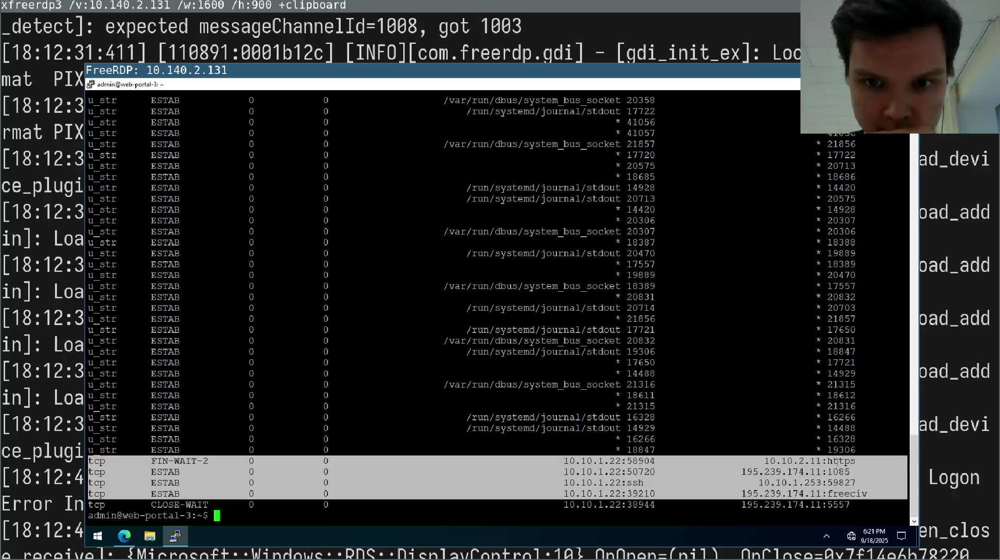 xfreerdp3 /v:10.140.2.131 /w:1600 /h:900 +clipboard
_detect]: expected messageChannelId=1008, got 1003
[18:12:31:411] [110891:0001b12c] [INFO][com.freerdp.gdi] - [gdi_init_ex]: Loc
mat PIX
FreeRDP: 10.140.2.131
admin@web-portal-3: ~
[18:12:3
rmat PIX
[18:12:3 ad_devi
ce_plugi
[18:12:3 oad_add
in]: Loa
[18:12:3 oad_add
in]: Loa
[18:12:3 oad_add
in]: Loa
[18:12:3 oad_add
in]: Loa
[18:12:3 ad_devi
ce_plugi
[18:12:4 Logon
Error In
[18:12:4 en_clos
u_str ESTAB 0 0 /var/run/dbus/system_bus_socket 20358
u_str ESTAB 0 0 /run/systemd/journal/stdout 17722
u_str ESTAB 0 0 * 41056
u_str ESTAB 0 0 * 41057
u_str ESTAB 0 0 /var/run/dbus/system_bus_socket 21857 * 21856
u_str ESTAB 0 0 * 17720 * 17722
u_str ESTAB 0 0 * 20575 * 20713
u_str ESTAB 0 0 * 18685 * 18686
u_str ESTAB 0 0 /run/systemd/journal/stdout 14928 * 14420
u_str ESTAB 0 0 /run/systemd/journal/stdout 20713 * 20575
u_str ESTAB 0 0 * 14420 * 14928
u_str ESTAB 0 0 * 20306 * 20307
u_str ESTAB 0 0 /var/run/dbus/system_bus_socket 20307 * 20306
u_str ESTAB 0 0 * 18387 * 18388
u_str ESTAB 0 0 /run/systemd/journal/stdout 20470 * 19889
u_str ESTAB 0 0 * 17557 * 18389
u_str ESTAB 0 0 * 19889 * 20470
u_str ESTAB 0 0 /var/run/dbus/system_bus_socket 18389 * 17557
u_str ESTAB 0 0 * 20831 * 20832
u_str ESTAB 0 0 /run/systemd/journal/stdout 20714 * 20703
u_str ESTAB 0 0 * 21856 * 21857
u_str ESTAB 0 0 /run/systemd/journal/stdout 17721 * 17650
u_str ESTAB 0 0 /var/run/dbus/system_bus_socket 20832 * 20831
u_str ESTAB 0 0 /run/systemd/journal/stdout 19306 * 18847
u_str ESTAB 0 0 * 17650 * 17721
u_str ESTAB 0 0 * 14488 * 14929
u_str ESTAB 0 0 /var/run/dbus/system_bus_socket 21316 * 21315
u_str ESTAB 0 0 * 18611 * 18612
u_str ESTAB 0 0 * 21315 * 21316
u_str ESTAB 0 0 /run/systemd/journal/stdout 16328 * 16266
u_str ESTAB 0 0 /run/systemd/journal/stdout 14929 * 14488
u_str ESTAB 0 0 * 16266 * 16328
u_str ESTAB 0 0 * 18847 * 19306
tcp FIN-WAIT-2 0 0 10.10.1.22:58904 10.10.2.11:https
tcp ESTAB 0 0 10.10.1.22:50720 195.239.174.11:1085
tcp ESTAB 0 0 10.10.1.22:ssh 10.10.1.253:59827
tcp ESTAB 0 0 10.10.1.22:39210 195.239.174.11:freeciv
tcp CLOSE-WAIT 0 0 10.10.1.22:38944 195.239.174.11:5557
admin@web-portal-3:~$
6:21 PM
9/18/2025
e_receive]: {Microsoft::Windows::RDS::DisplayControl:10} OnOpen=(nil), OnClose=0x7f14e6b78220